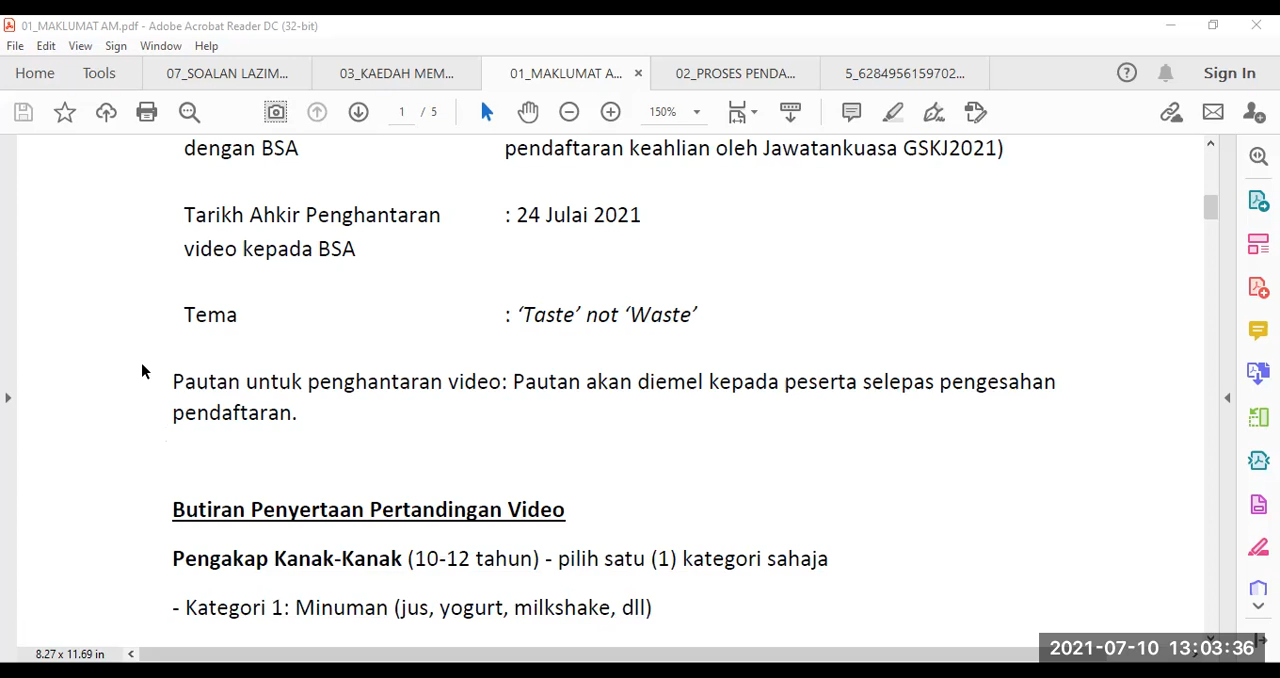 01_MAKLUMAT AM.pdf - Adobe Acrobat Reader DC (32-bit)
File Edit View Sign Window Help
Home Tools 07_SOALAN LAZIM... 03_KAEDAH MEM... 01_MAKLUMAT A... 02_PROSES PENDA... 5_6284956159702... Sign In
1 / 5 150%
dengan BSA pendaftaran keahlian oleh Jawatankuasa GSKJ2021)
Tarikh Ahkir Penghantaran : 24 Julai 2021
video kepada BSA
Tema : ‘Taste’ not ‘Waste’
Pautan untuk penghantaran video: Pautan akan diemel kepada peserta selepas pengesahan
pendaftaran.
Butiran Penyertaan Pertandingan Video
Pengakap Kanak-Kanak (10-12 tahun) - pilih satu (1) kategori sahaja
- Kategori 1: Minuman (jus, yogurt, milkshake, dll)
8.27 x 11.69 in
2021-07-10 13:03:36